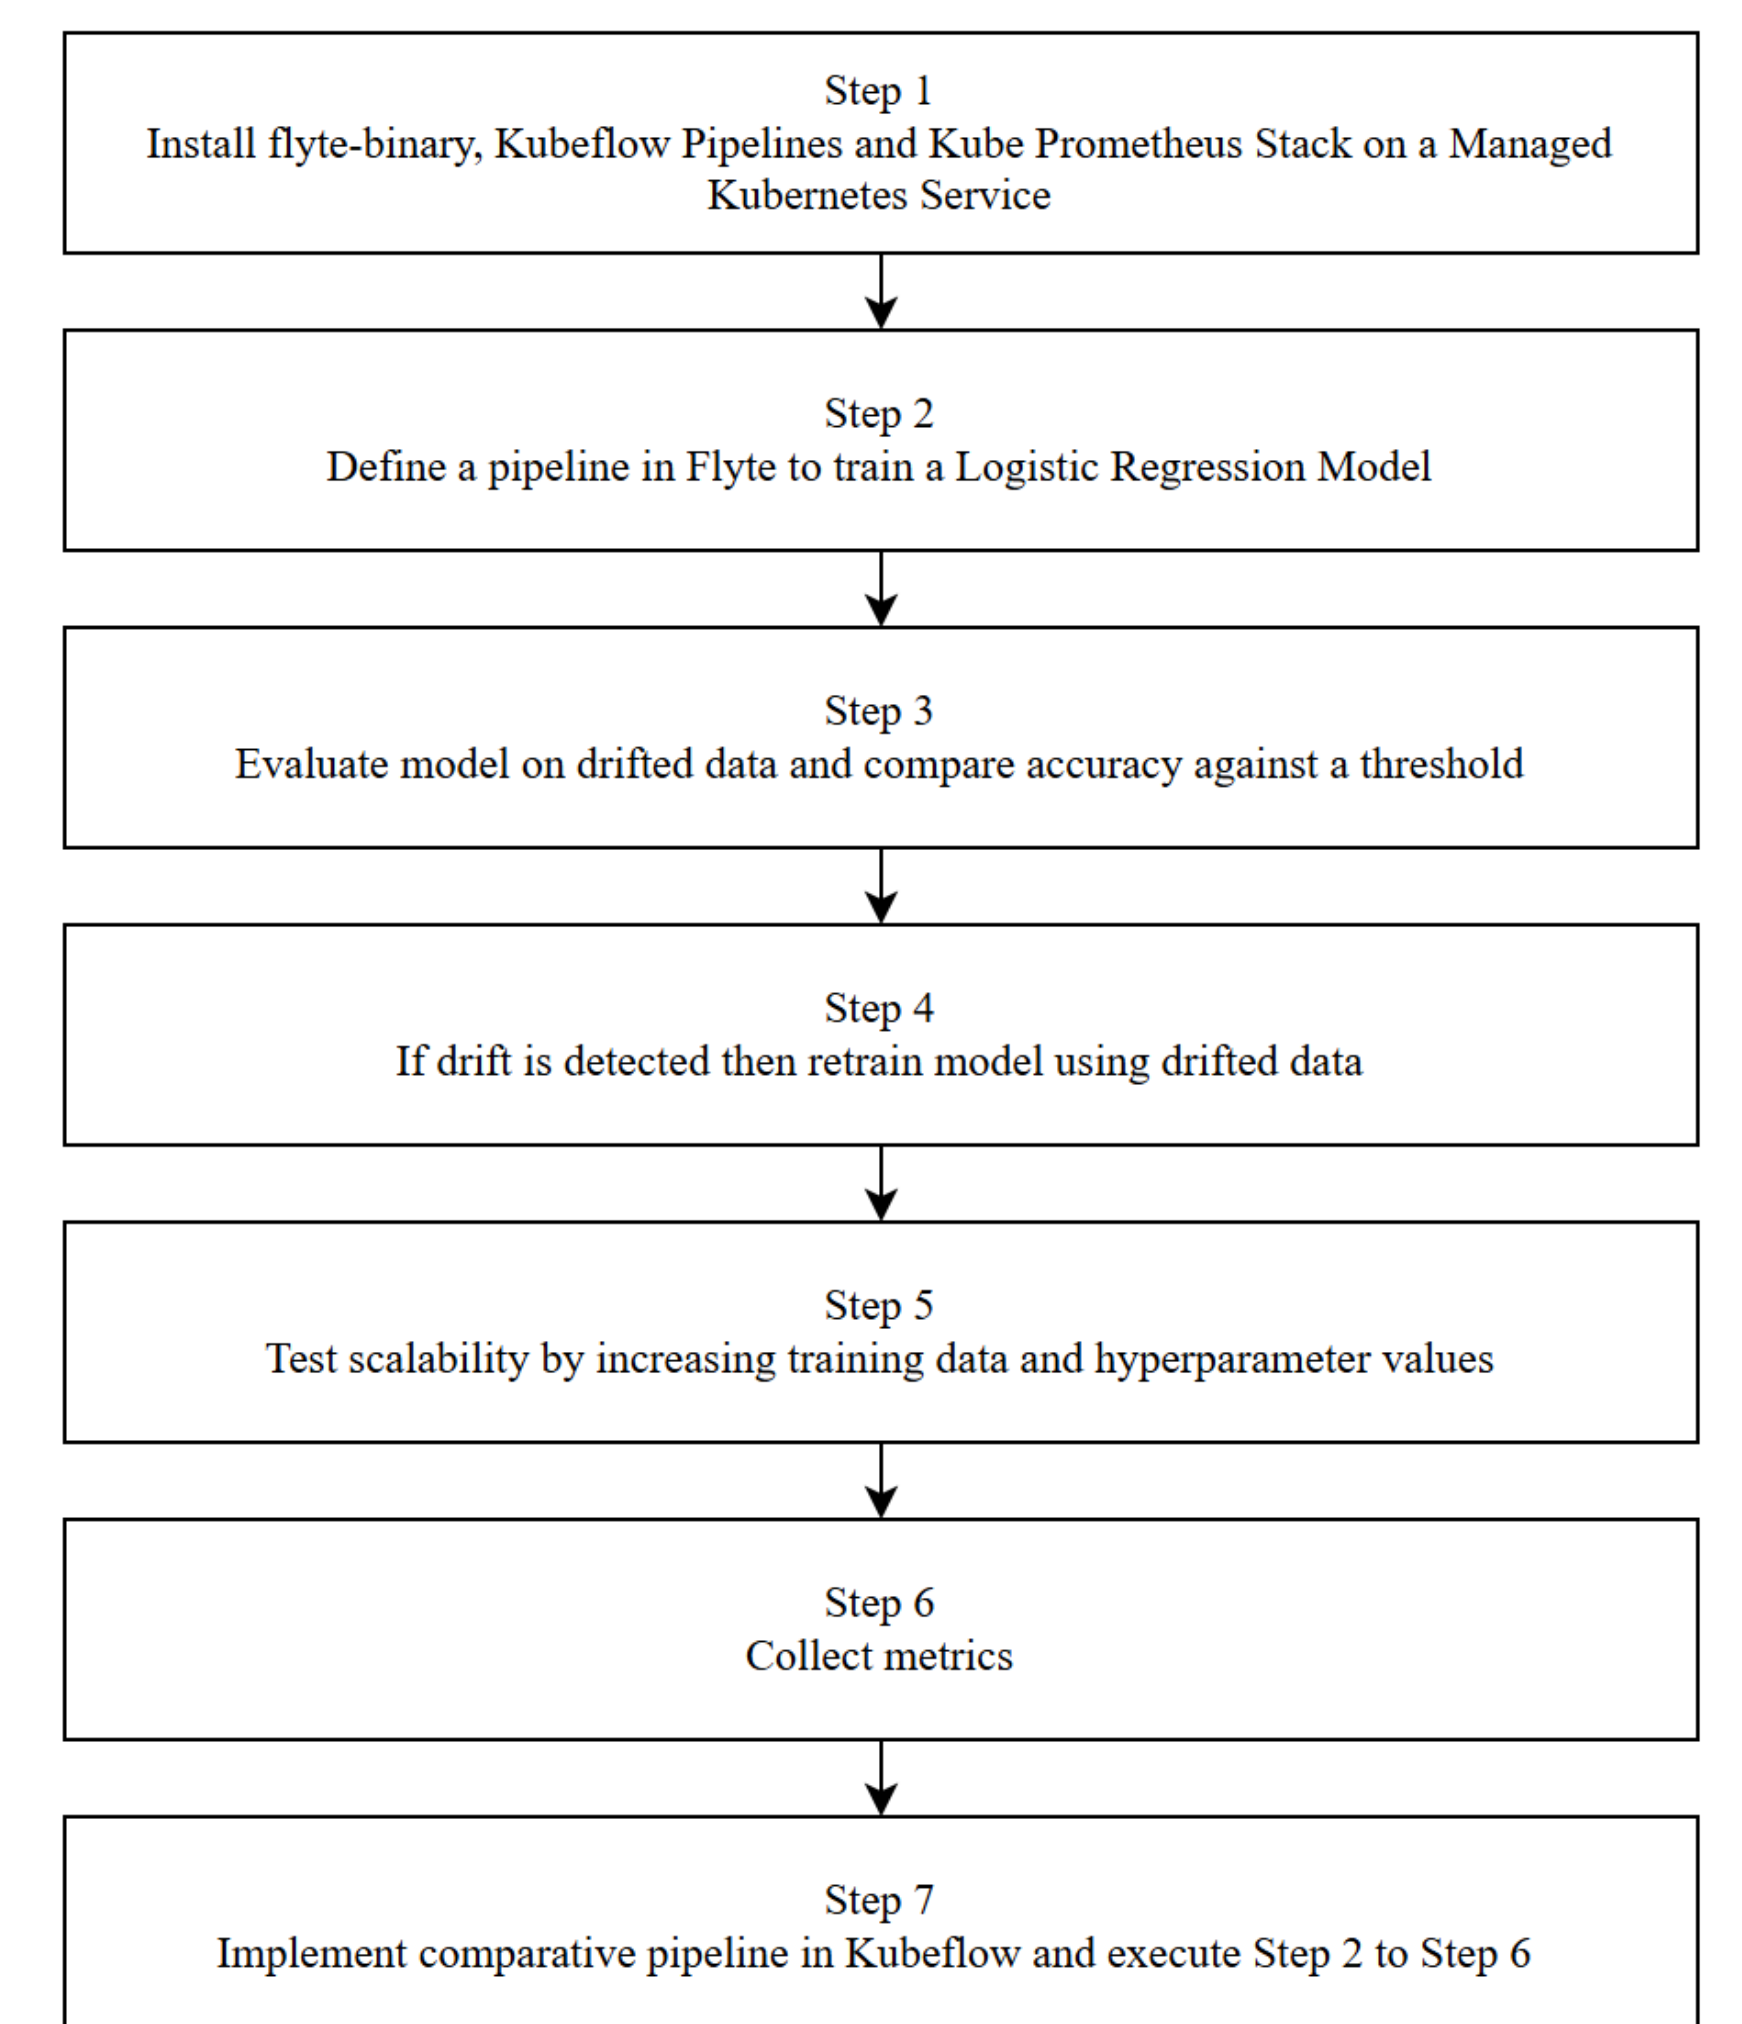 Step 1
Install flyte-binary, Kubeflow Pipelines and Kube Prometheus Stack on a Managed
Kubernetes Service
Step 2
Define a pipeline in Flyte to train a Logistic Regression Model
Step 3
Evaluate model on drifted data and compare accuracy against a threshold
Step 4
If drift is detected then retrain model using drifted data
Step 5
Test scalability by increasing training data and hyperparameter values
Step 6
Collect metrics
Step 7
Implement comparative pipeline in Kubeflow and execute Step 2 to Step 6